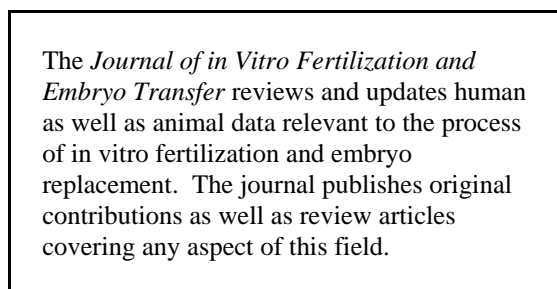 The Journal of in Vitro Fertilization and
Embryo Transfer reviews and updates human
as well as animal data relevant to the process
of in vitro fertilization and embryo
replacement.  The journal publishes original
contributions as well as review articles
covering any aspect of this field.